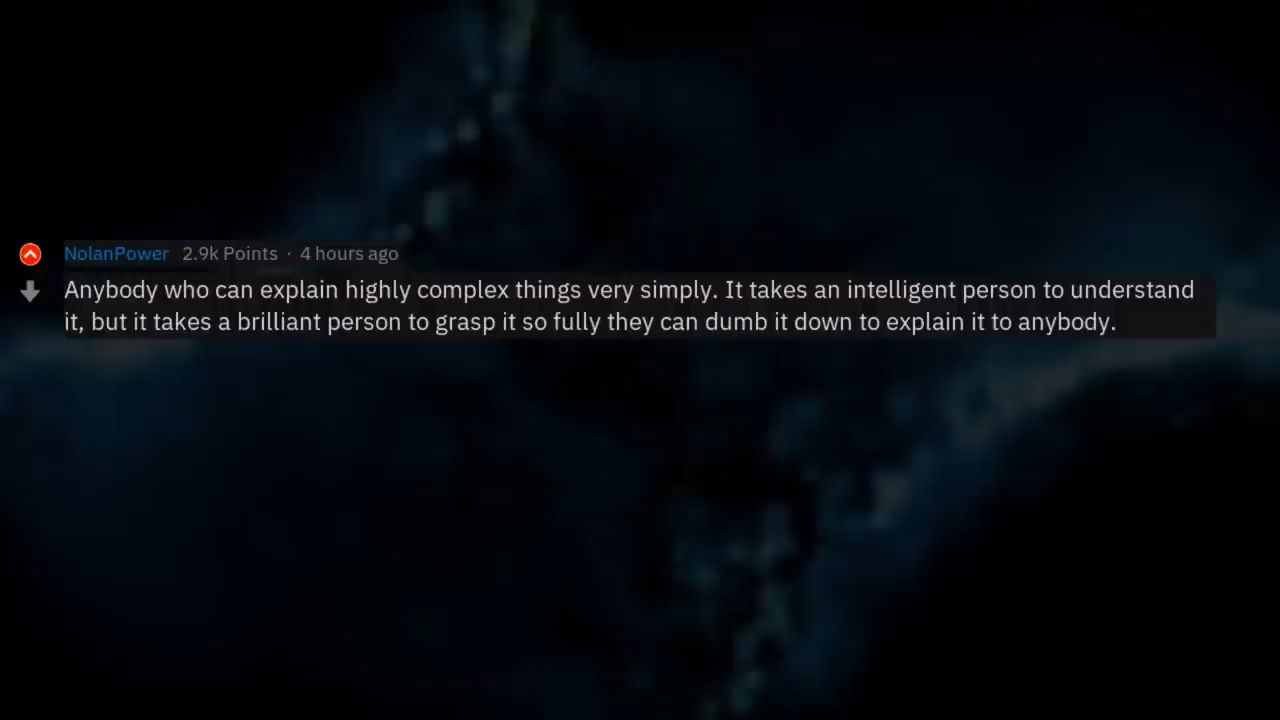 NolanPower 2.9k Points · 4 hours ago
Anybody who can explain highly complex things very simply. It takes an intelligent person to understand
it, but it takes a brilliant person to grasp it so fully they can dumb it down to explain it to anybody.